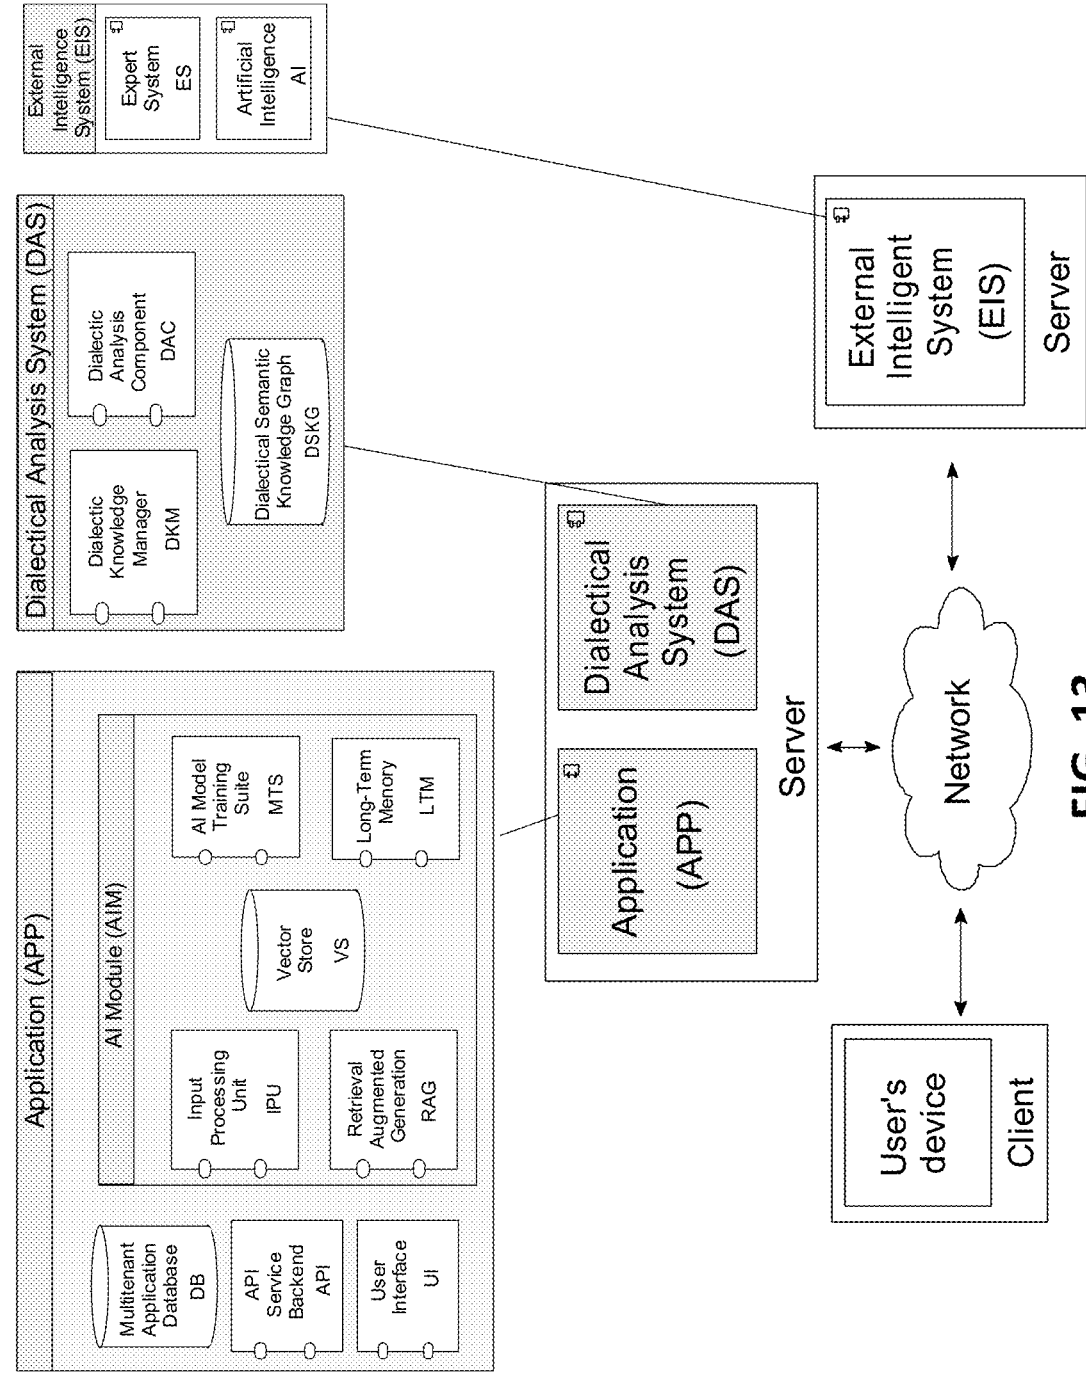 Application (APP)
Multitenant
Application
Database
DB
API
Service
Backend
API
User
Interface
UI
AI Module (AIM)
Input
Processing
Unit
IPU
Retrieval
Augmented
Generation
RAG
Vector
Store
VS
AI Model
Training
Suite
MTS
Long-Term
Menory
LTM
Dialectical Analysis System (DAS)
Dialectic
Knowledge
Manager
DKM
Dialectic
Analysis
Component
DAC
Dialectical Semantic
Knowledge Graph
DSKG
External
Intelligence
System (EIS)
Expert
System
ES
Artificial
Intelligence
AI
Application
(APP)
Dialectical
Analysis
System
(DAS)
Server
External
Intelligent
System
(EIS)
Server
User's
device
Client
Network